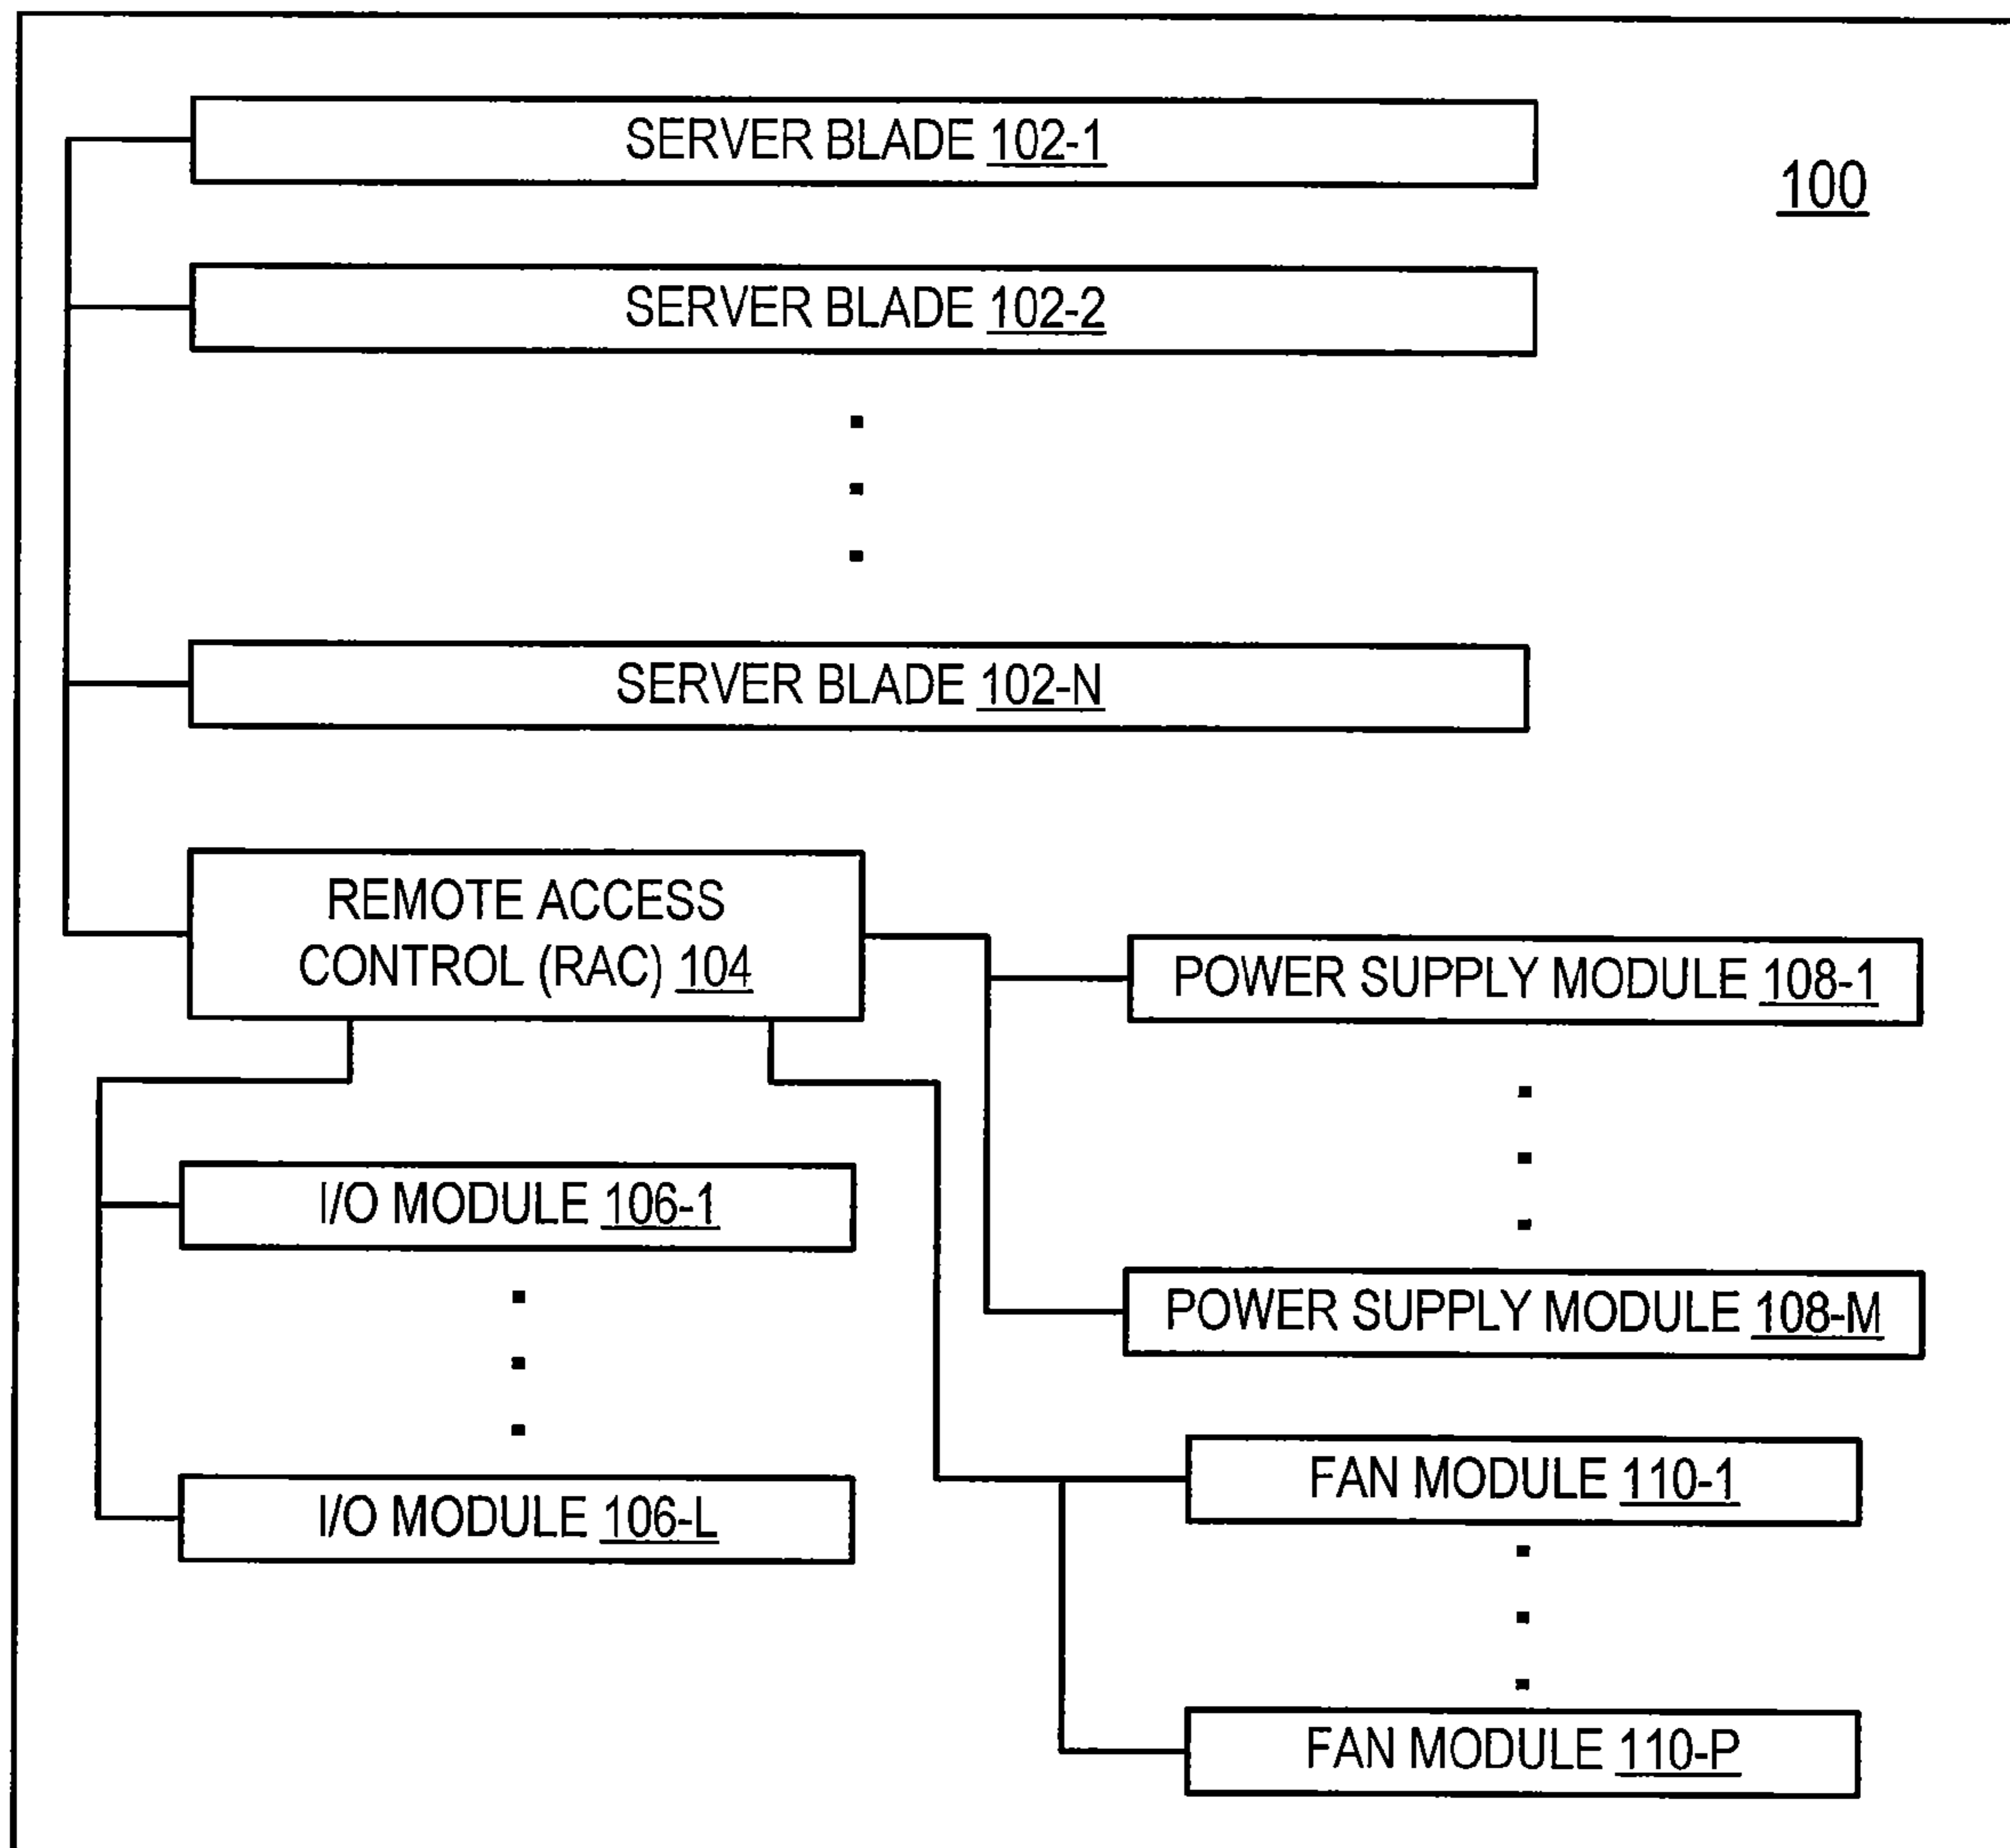 SERVER BLADE 102-1
100
SERVER BLADE 102-2
SERVER BLADE 102-N
REMOTE ACCESS
CONTROL (RAC) 104
POWER SUPPLY MODULE 108-1
I/O MODULE 106-1
POWER SUPPLY MODULE 108-M
FAN MODULE 110-1
I/O MODULE 106-L
FAN MODULE 110-P